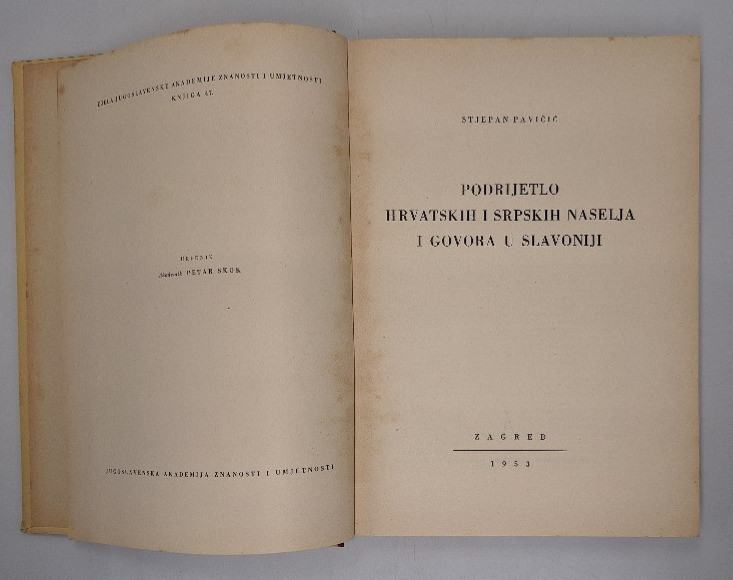 DJELA JUGOSLAVENSKE AKADEMIJE ZNANOSTI I UMJETNOSTI
KNJIGA 47.
UREDNIK
Akademik PETAR SKOK
JUGOSLAVENSKA AKADEMIJA ZNANOSTI I UMJETNOSTI
STJEPAN PAVIČIĆ
PODRIJETLO
HRVATSKIH I SRPSKIH NASELJA
I GOVORA U SLAVONIJI
ZAGREB
1953